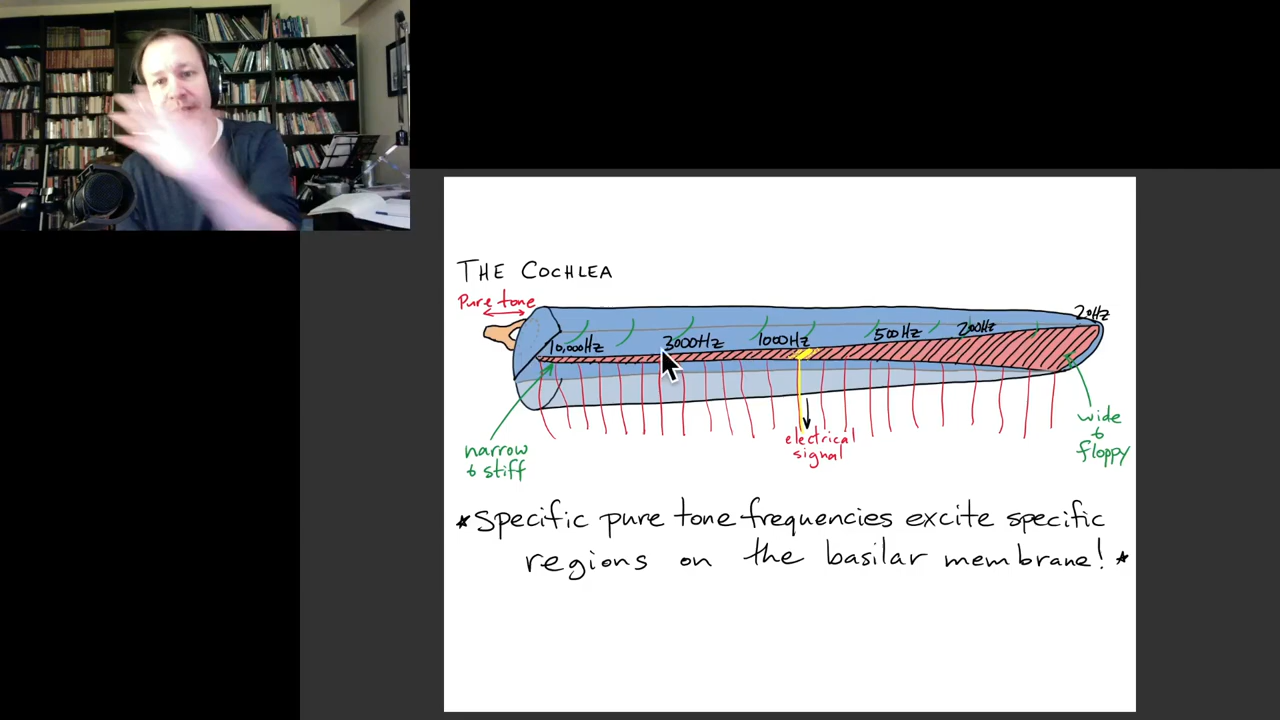 THE COCHLEA
Pure tone
20Hz
10,000Hz 3000Hz 1000Hz 500Hz 200Hz
narrow
& stiff
electrical
signal
wide
&
floppy
*Specific pure tone frequencies excite specific
regions on the basilar membrane!*